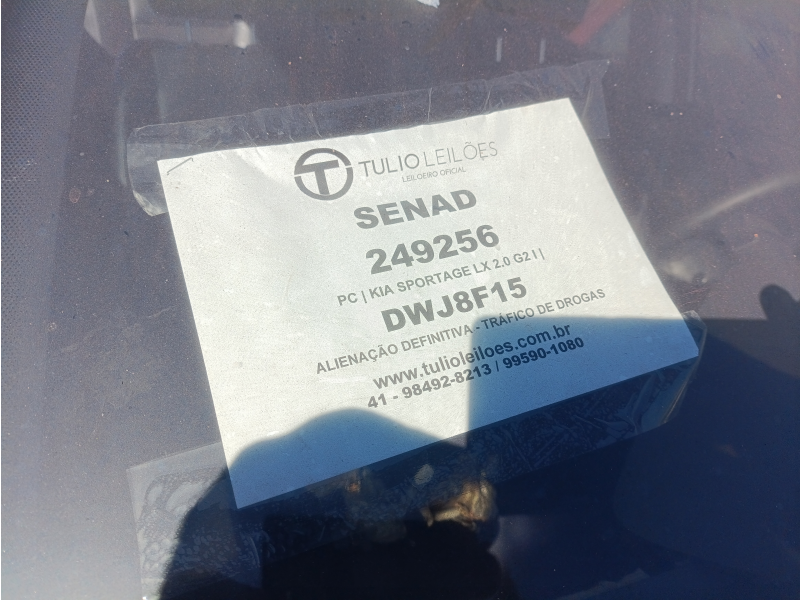 TULIO LEILÕES
LEILOEIRO OFICIAL
SENAD
249256
PC | KIA SPORTAGE LX 2.0 G2 I |
DWJ8F15
ALIENAÇÃO DEFINITIVA - TRÁFICO DE DROGAS
www.tulioleiloes.com.br
41 - 98492-8213 / 99590-1080